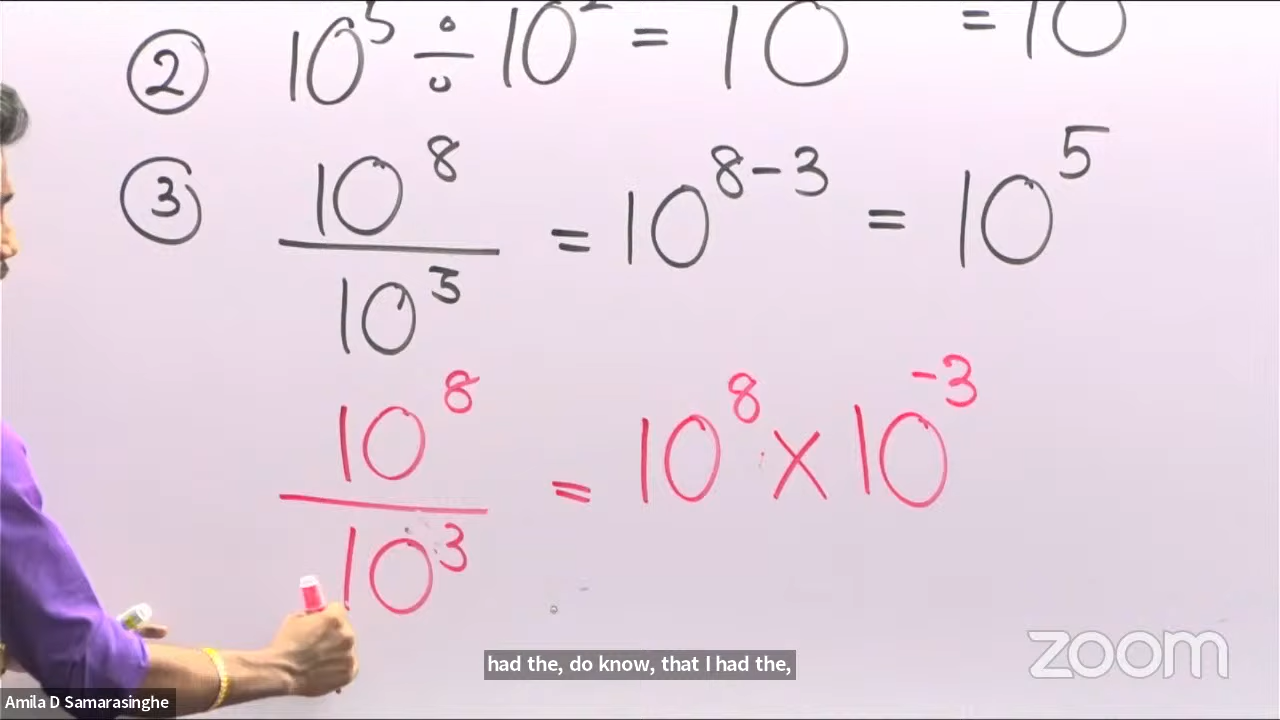 ② 10⁵ ÷ 10² = 10 = 10
③ 10⁸ / 10³ = 10⁸⁻³ = 10⁵
10⁸ / 10³ = 10⁸ × 10⁻³
had the, do know, that I had the,
zoom
Amila D Samarasinghe